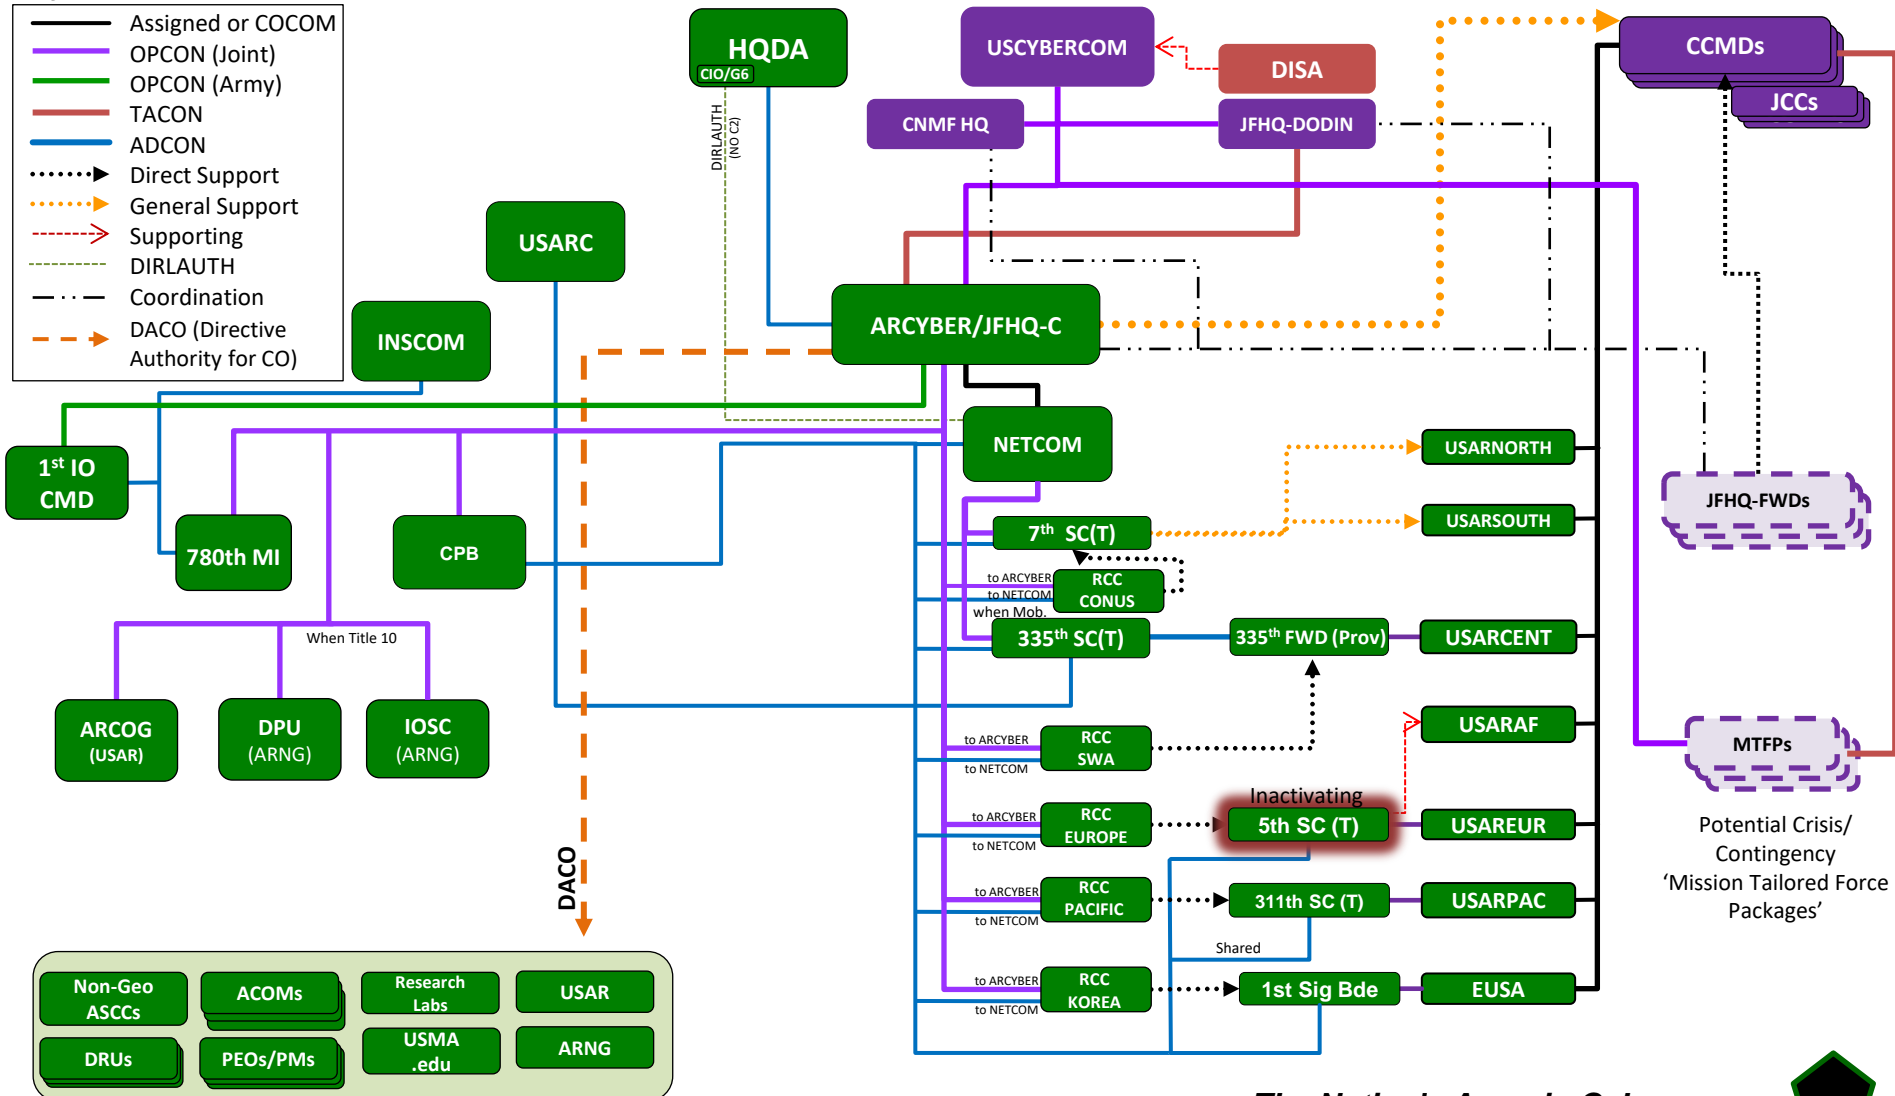 Assigned or COCOM
OPCON (Joint)
OPCON (Army)
TACON
ADCON
Direct Support
General Support
Supporting
DIRLAUTH
Coordination
DACO (Directive
Authority for CO)
HQDA
CIO/G6
USCYBERCOM
DISA
CCMDs
JCCs
CNMF HQ
JFHQ-DODIN
DIRLAUTH
(NO C2)
USARC
INSCOM
ARCYBER/JFHQ-C
NETCOM
1st IO
CMD
780th MI
CPB
USARNORTH
USARSOUTH
JFHQ-FWDs
7th SC(T)
to ARCYBER
to NETCOM
RCC
CONUS
when Mob.
335th SC(T)
335th FWD (Prov)
USARCENT
When Title 10
ARCOG
(USAR)
DPU
(ARNG)
IOSC
(ARNG)
to ARCYBER
to NETCOM
RCC
SWA
USARAF
MTFPs
Inactivating
to ARCYBER
to NETCOM
RCC
EUROPE
5th SC (T)
USAREUR
Potential Crisis/
Contingency
‘Mission Tailored Force
Packages’
DACO
to ARCYBER
to NETCOM
RCC
PACIFIC
311th SC (T)
USARPAC
Shared
to ARCYBER
to NETCOM
RCC
KOREA
1st Sig Bde
EUSA
Non-Geo
ASCCs
ACOMs
Research
Labs
USAR
DRUs
PEOs/PMs
USMA
.edu
ARNG